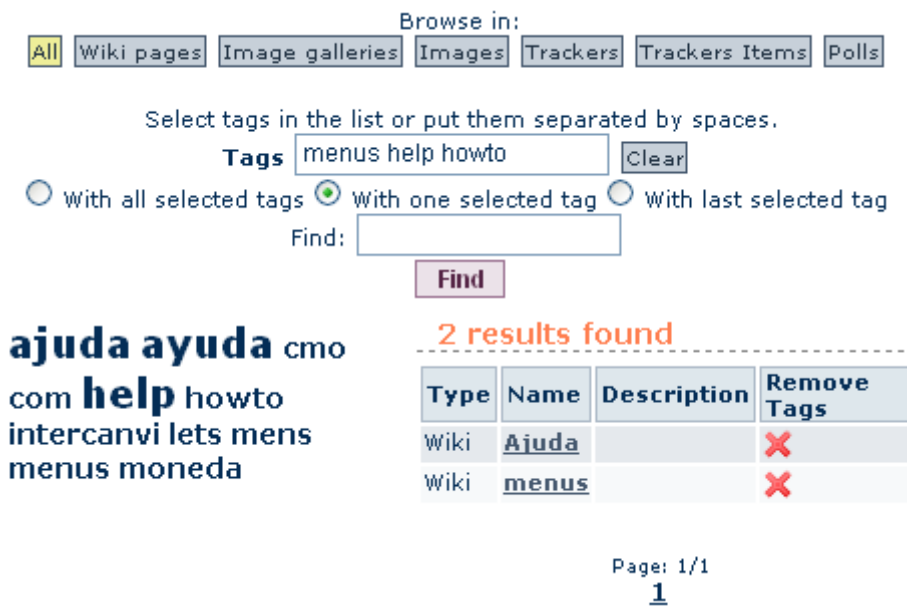 Browse in:
All Wiki pages Image galleries Images Trackers Trackers Items Polls
Select tags in the list or put them separated by spaces.
Tags menus help howto Clear
With all selected tags With one selected tag With last selected tag
Find:
Find
ajuda ayuda cmo
com help howto
intercanvi lets mens
menus moneda
2 results found
Type Name Description Remove Tags
Wiki Ajuda
Wiki menus
Page: 1/1
1